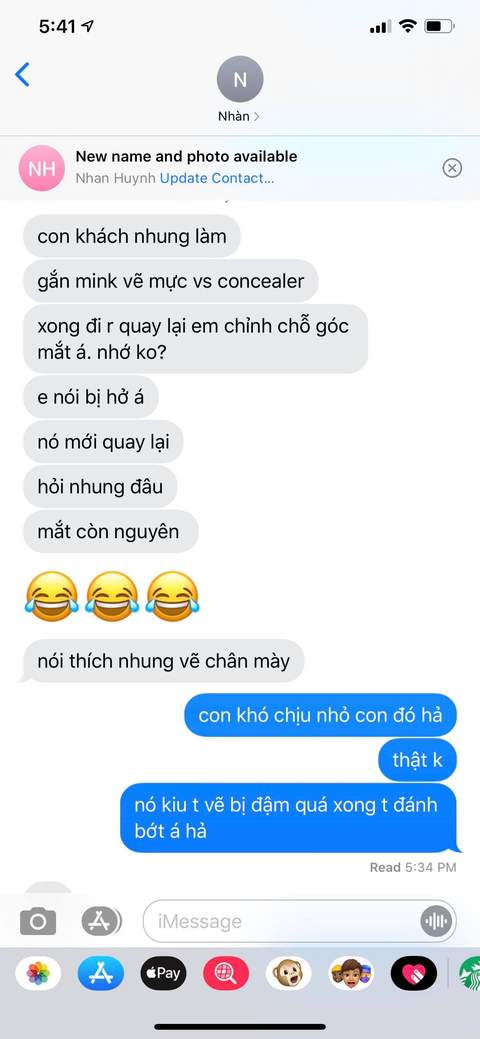 5:41
N
Nhàn
NH
New name and photo available
Nhan Huynh Update Contact...
con khách nhung làm
gắn mink vẽ mực vs concealer
xong đi r quay lại em chỉnh chỗ góc
mắt á. nhớ ko?
e nói bị hở á
nó mới quay lại
hỏi nhung đâu
mắt còn nguyên
😂😂😂
nói thích nhung vẽ chân mày
con khó chịu nhỏ con đó hả
thật k
nó kiu t vẽ bị đậm quá xong t đánh
bớt á hả
Read 5:34 PM
iMessage
Pay